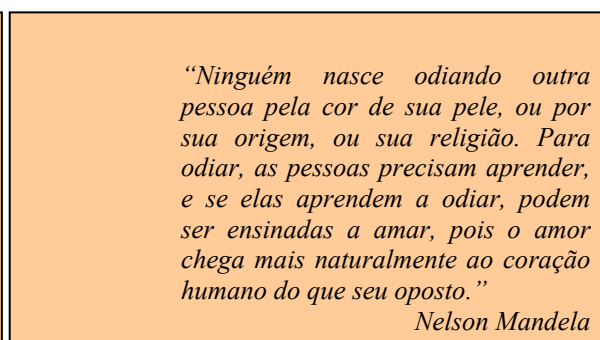 “Ninguém nasce odiando outra
pessoa pela cor de sua pele, ou por
sua origem, ou sua religião. Para
odiar, as pessoas precisam aprender,
e se elas aprendem a odiar, podem
ser ensinadas a amar, pois o amor
chega mais naturalmente ao coração
humano do que seu oposto.”
Nelson Mandela